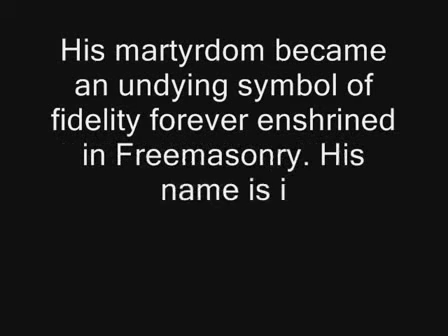 His martyrdom became
an undying symbol of
fidelity forever enshrined
in Freemasonry. His
name is i